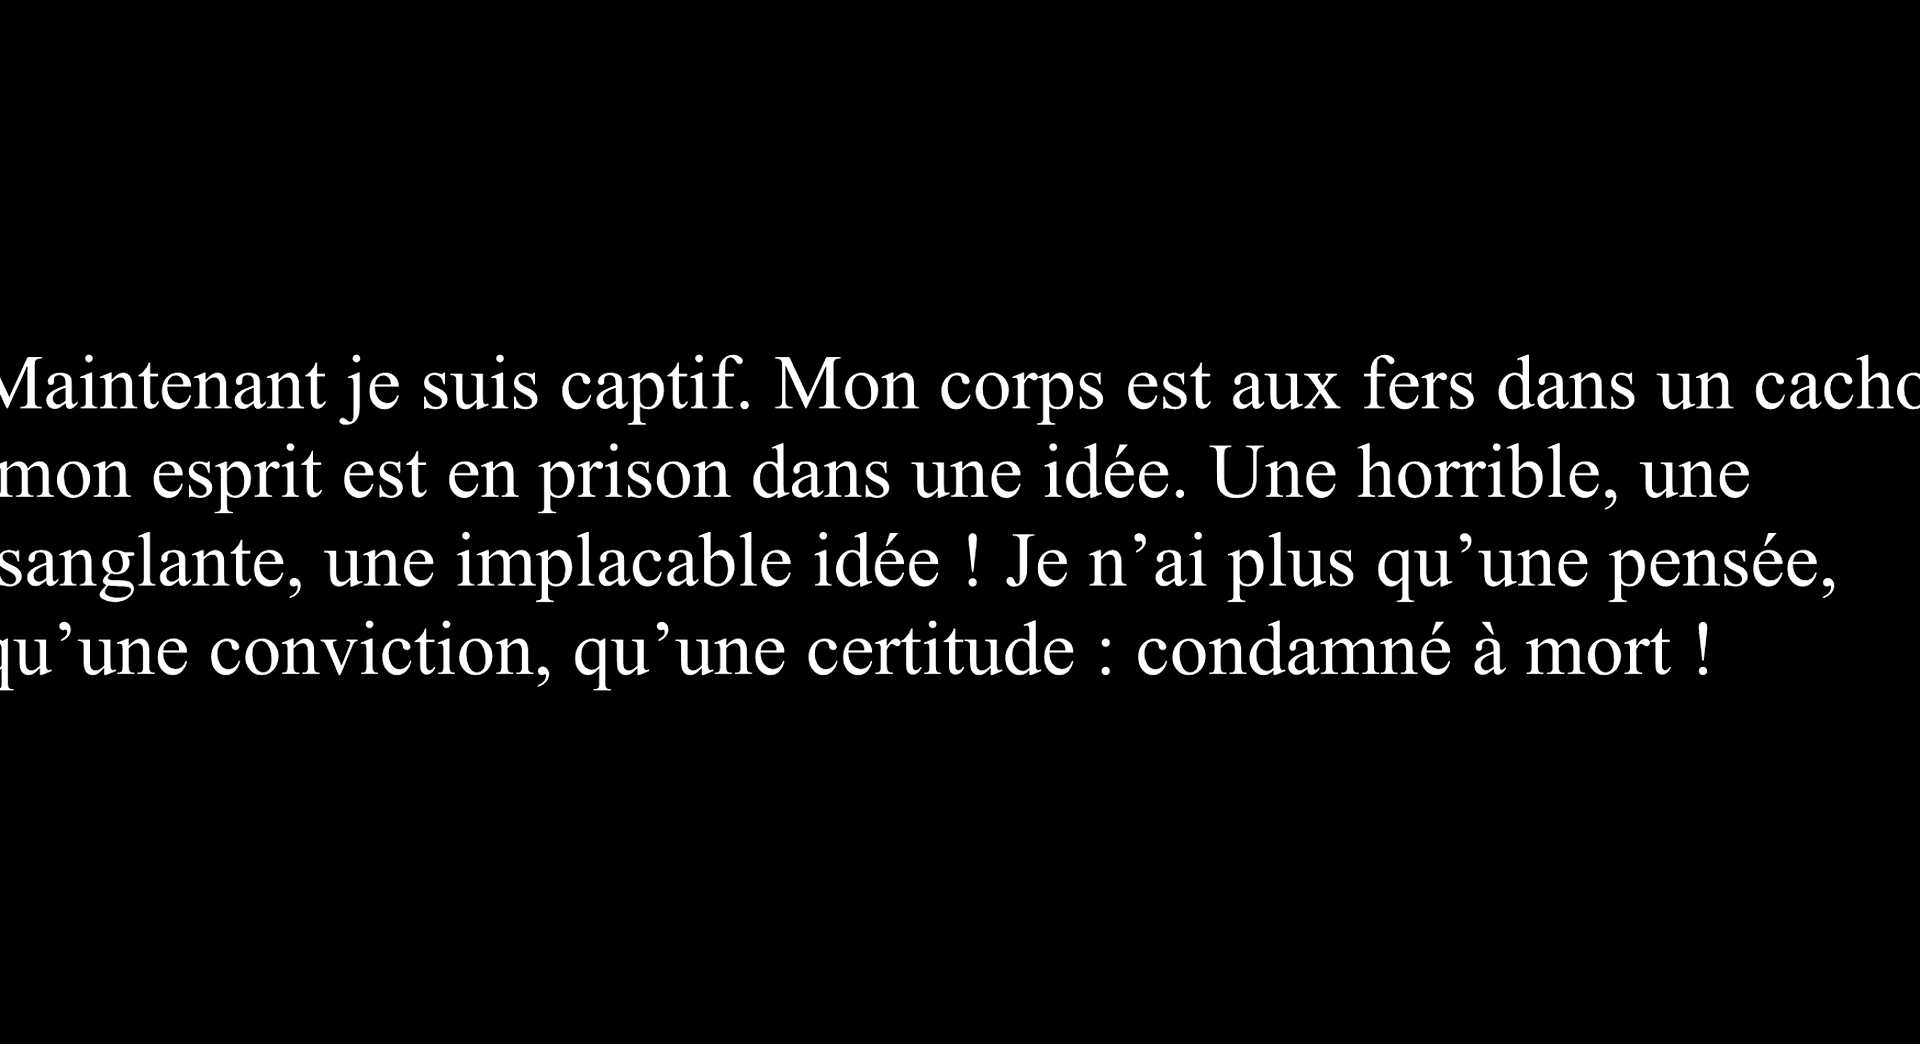 Maintenant je suis captif. Mon corps est aux fers dans un
mon esprit est en prison dans une idée. Une horrible, une
sanglante, une implacable idée ! Je n’ai plus qu’une pensée,
qu’une conviction, qu’une certitude : condamné à mort !